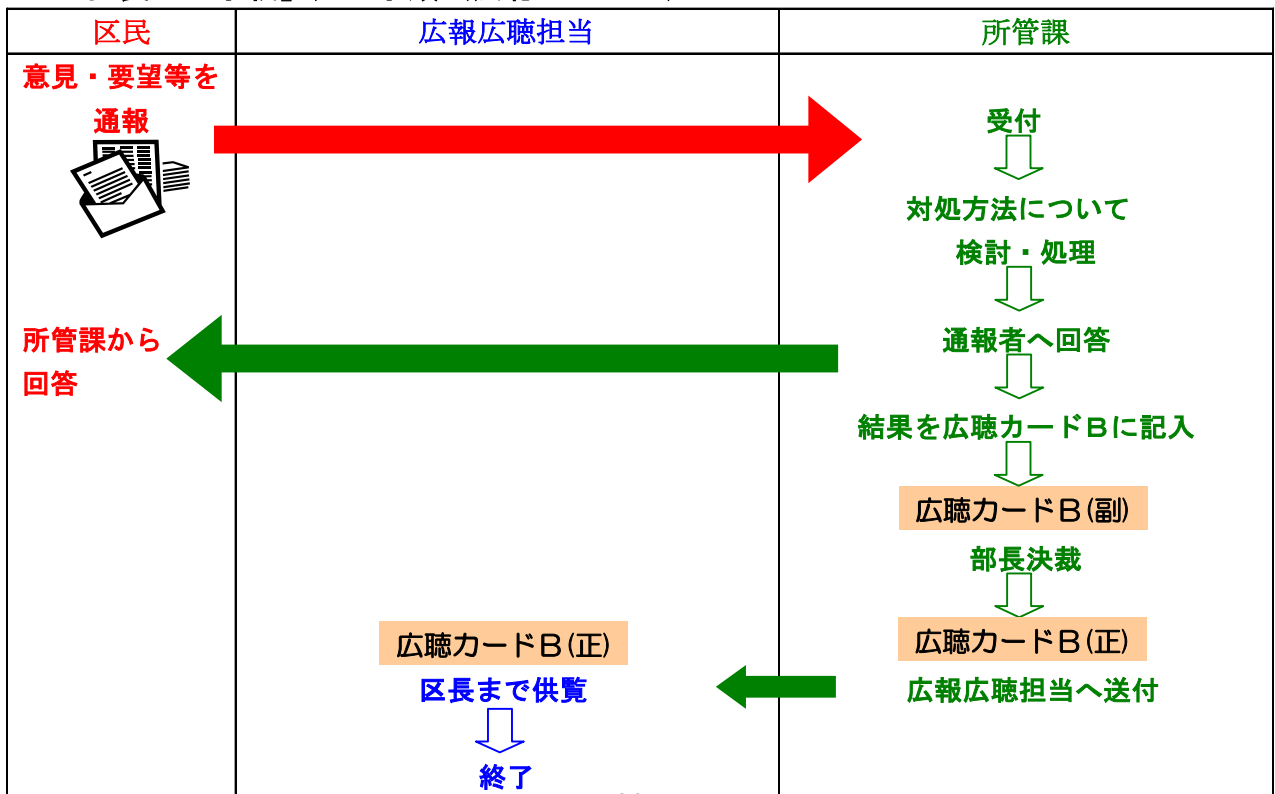 区民
広報広聴担当
所管課
意見・要望等を
通報
受付
対処方法について
検討・処理
所管課から
回答
通報者へ回答
結果を広聴カードBに記入
広聴カードB(副)
部長決裁
広聴カードB(正)
広報広聴担当へ送付
広聴カードB(正)
区長まで供覧
終了